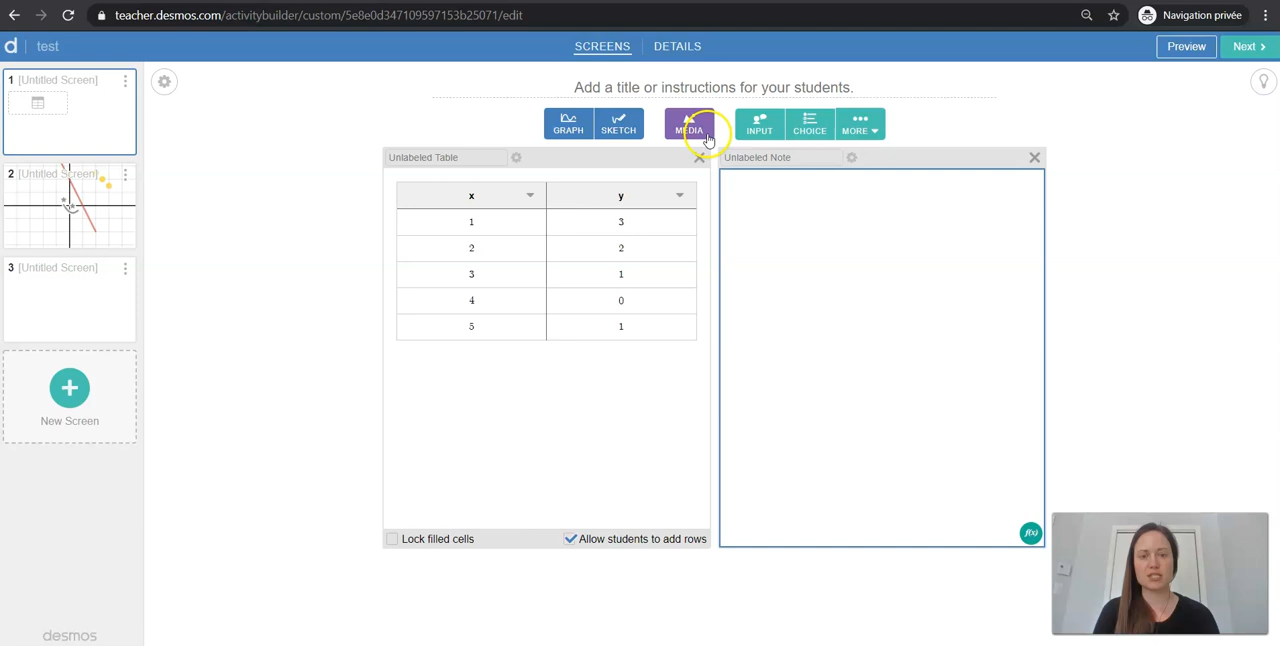 teacher.desmos.com/activitybuilder/custom/5e8e0d347109597153b25071/edit
Navigation privée
d
test
SCREENS
DETAILS
Preview
Next
1 [Untitled Screen]
2 [Untitled Screen]
3 [Untitled Screen]
New Screen
desmos
Add a title or instructions for your students.
GRAPH
SKETCH
MEDIA
INPUT
CHOICE
MORE
Unlabeled Table
Unlabeled Note
x y
1 3
2 2
3 1
4 0
5 1
Lock filled cells
Allow students to add rows
f(x)